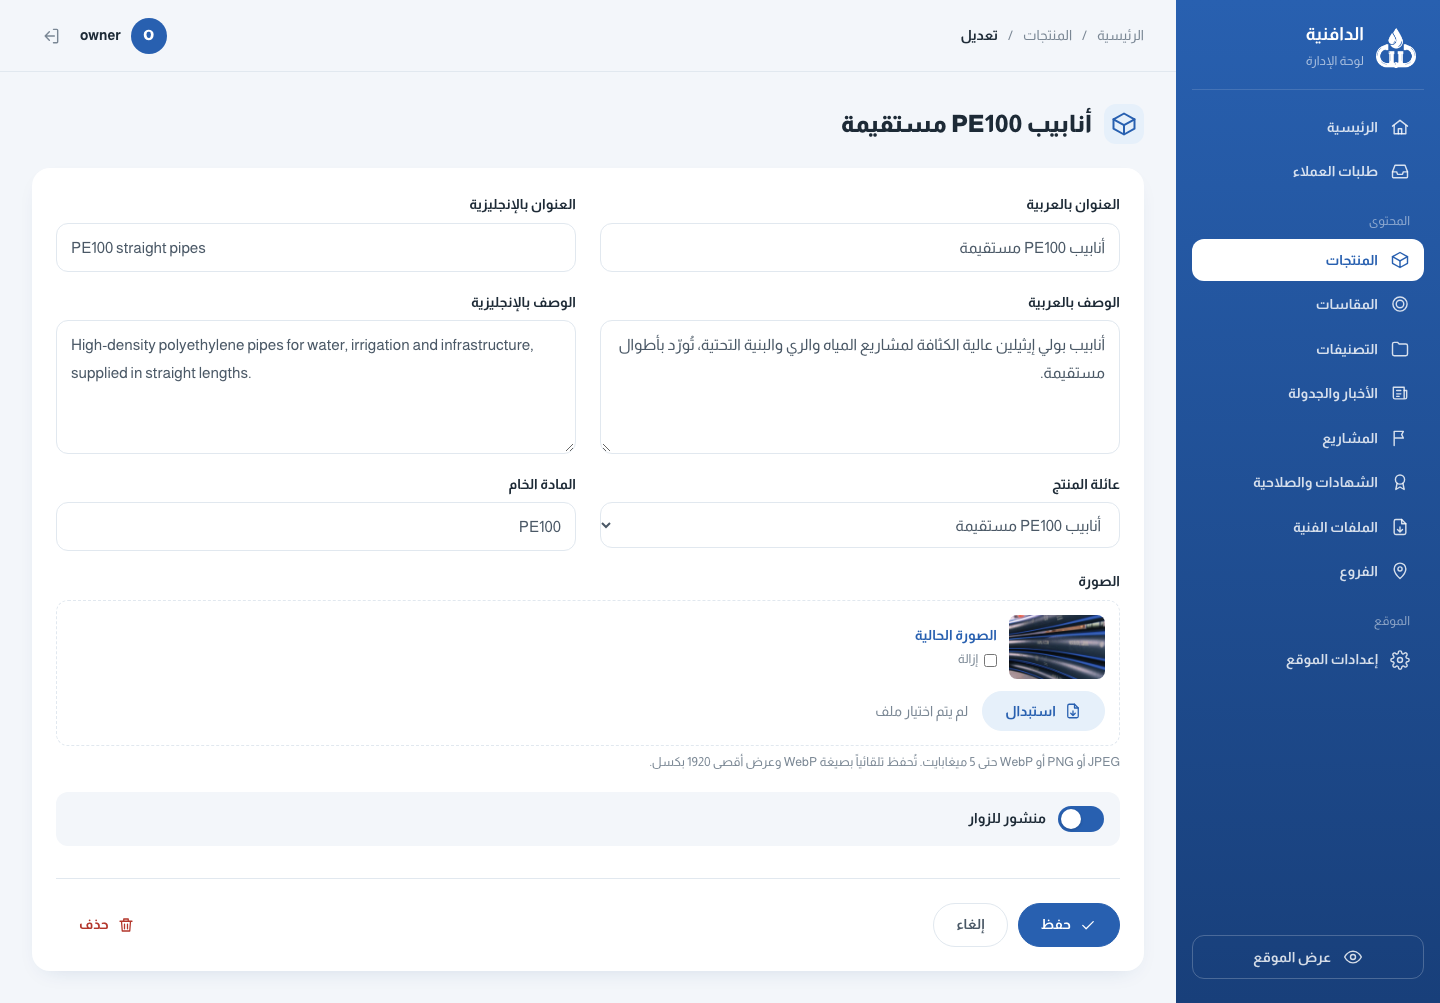 الدافنية
لوحة الإدارة
الرئيسية
طلبات العملاء
المحتوى
المنتجات
المقاسات
التصنيفات
الأخبار والجدولة
المشاريع
الشهادات والصلاحية
الملفات الفنية
الفروع
الموقع
إعدادات الموقع
عرض الموقع
الرئيسية / المنتجات / تعديل
O owner
أنابيب PE100 مستقيمة
العنوان بالعربية
أنابيب PE100 مستقيمة
العنوان بالإنجليزية
PE100 straight pipes
الوصف بالعربية
أنابيب بولي إيثيلين عالية الكثافة لمشاريع المياه والري والبنية التحتية، تُورّد بأطوال
مستقيمة.
الوصف بالإنجليزية
High-density polyethylene pipes for water, irrigation and infrastructure,
supplied in straight lengths.
عائلة المنتج
أنابيب PE100 مستقيمة
المادة الخام
PE100
الصورة
الصورة الحالية
إزالة
استبدال
لم يتم اختيار ملف
JPEG أو PNG أو WebP حتى 5 ميغابايت. تُحفظ تلقائياً بصيغة WebP وعرض أقصى 1920 بكسل.
منشور للزوار
حفظ
إلغاء
حذف